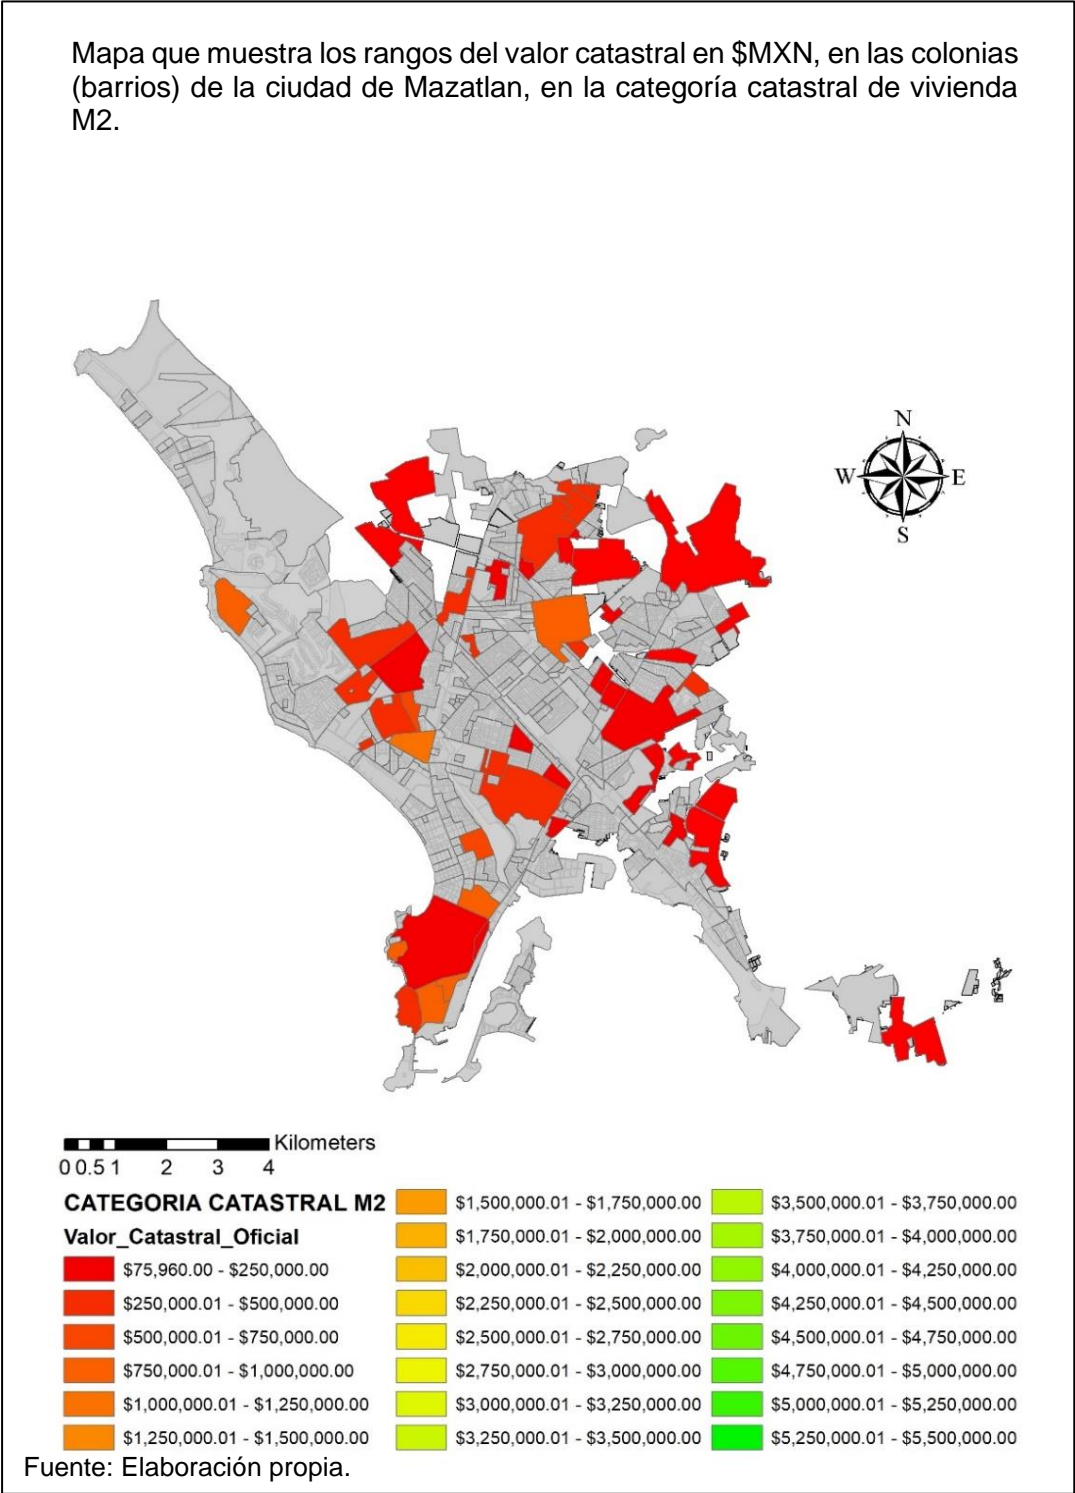 Mapa que muestra los rangos del valor catastral en $MXN, en las colonias
(barrios) de la ciudad de Mazatlan, en la categoría catastral de vivienda
M2.
N
W E
S
Kilometers
0 0.5 1 2 3 4
CATEGORIA CATASTRAL M2
Valor_Catastral_Oficial
$75,960.00 - $250,000.00
$250,000.01 - $500,000.00
$500,000.01 - $750,000.00
$750,000.01 - $1,000,000.00
$1,000,000.01 - $1,250,000.00
$1,250,000.01 - $1,500,000.00
$1,500,000.01 - $1,750,000.00
$1,750,000.01 - $2,000,000.00
$2,000,000.01 - $2,250,000.00
$2,250,000.01 - $2,500,000.00
$2,500,000.01 - $2,750,000.00
$2,750,000.01 - $3,000,000.00
$3,000,000.01 - $3,250,000.00
$3,250,000.01 - $3,500,000.00
$3,500,000.01 - $3,750,000.00
$3,750,000.01 - $4,000,000.00
$4,000,000.01 - $4,250,000.00
$4,250,000.01 - $4,500,000.00
$4,500,000.01 - $4,750,000.00
$4,750,000.01 - $5,000,000.00
$5,000,000.01 - $5,250,000.00
$5,250,000.01 - $5,500,000.00
Fuente: Elaboración propia.